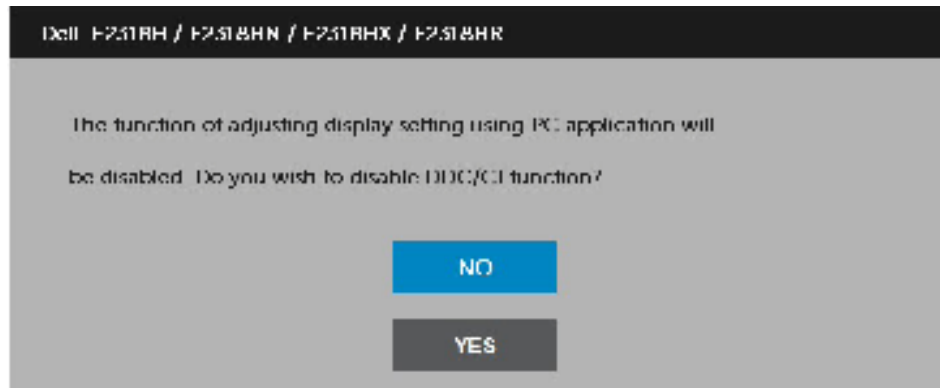 Dell E2318H / E2318HN / E2318HX / E2318HR
The function of adjusting display setting using PC application will
be disabled. Do you wish to disable DDC/CI function?
NO
YES